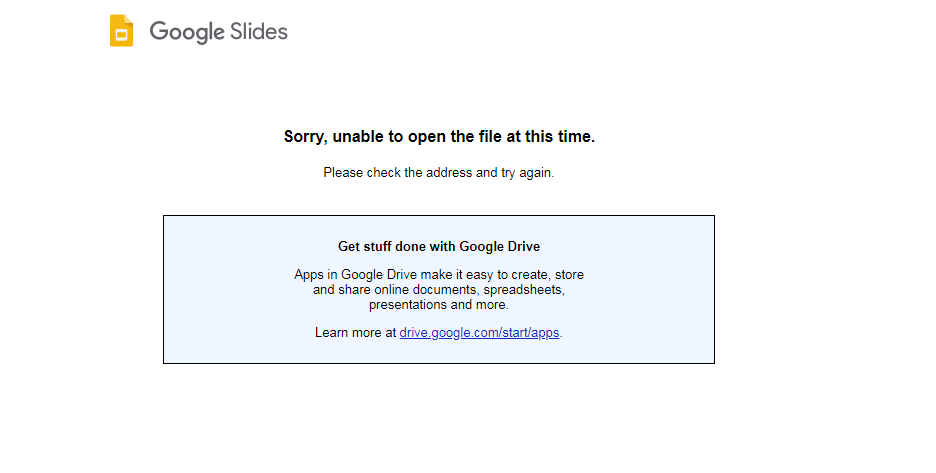 Google Slides
Sorry, unable to open the file at this time.
Please check the address and try again.
Get stuff done with Google Drive
Apps in Google Drive make it easy to create, store
and share online documents, spreadsheets,
presentations and more.
Learn more at drive.google.com/start/apps.